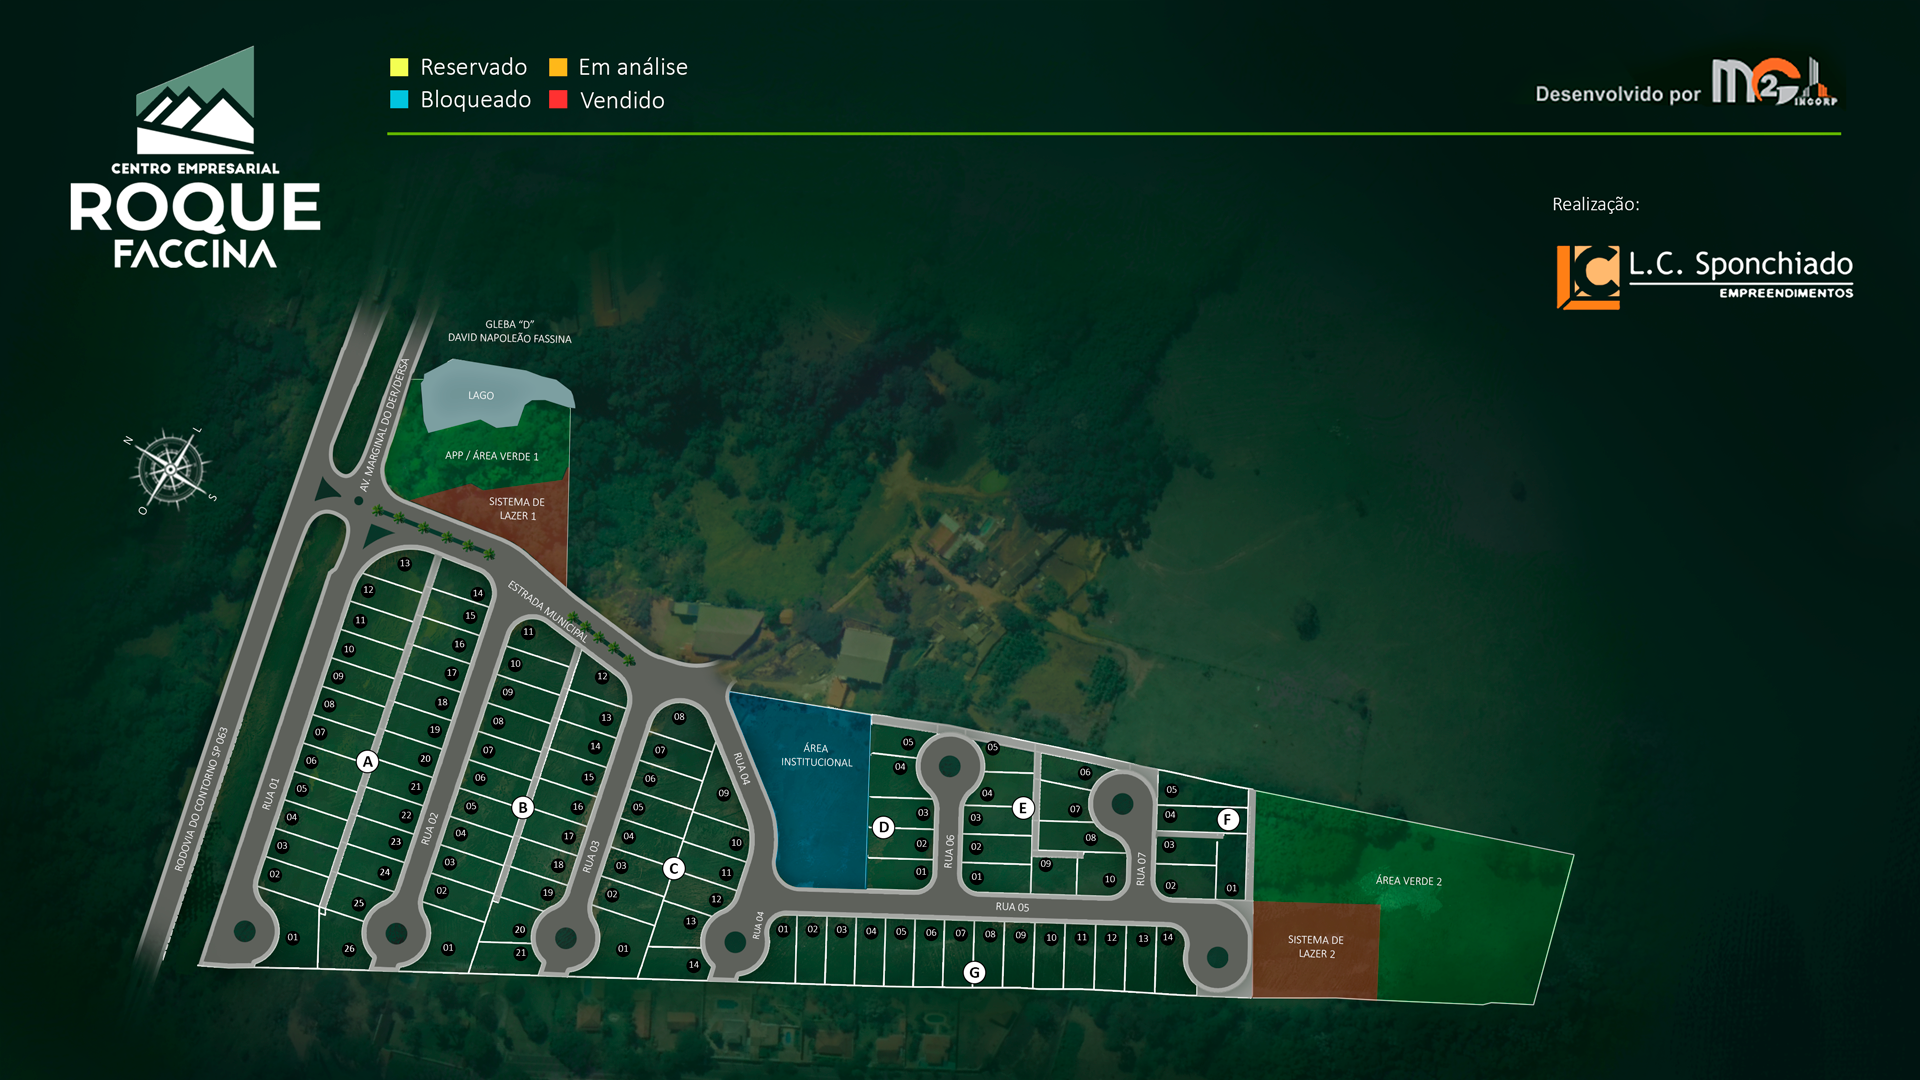 Reservado
Em análise
Bloqueado
Vendido
Desenvolvido por
M2G
INCORP
CENTRO EMPRESARIAL
ROQUE
FACCINA
Realização:
LC
L.C. Sponchiado
EMPREENDIMENTOS
GLEBA "D"
DAVID NAPOLEÃO FASSINA
LAGO
AV. MARGINAL DO DER/DERSA
APP / ÁREA VERDE 1
SISTEMA DE
LAZER 1
N
L
O
S
ESTRADA MUNICIPAL
RODOVIA DO CONTORNO SP 063
RUA 01
A
13
12
11
10
09
08
07
06
05
04
03
02
01
14
15
16
17
18
19
20
21
22
23
24
25
26
RUA 02
B
11
10
09
08
07
06
05
04
03
02
01
12
13
14
15
16
17
18
19
20
21
RUA 03
C
08
07
06
05
04
03
02
01
09
10
11
12
13
14
RUA 04
RUA 04
ÁREA
INSTITUCIONAL
D
05
04
03
02
01
RUA 06
E
05
04
03
02
01
06
07
08
09
10
RUA 07
F
05
04
03
02
01
RUA 05
G
01
02
03
04
05
06
07
08
09
10
11
12
13
14
ÁREA VERDE 2
SISTEMA DE
LAZER 2